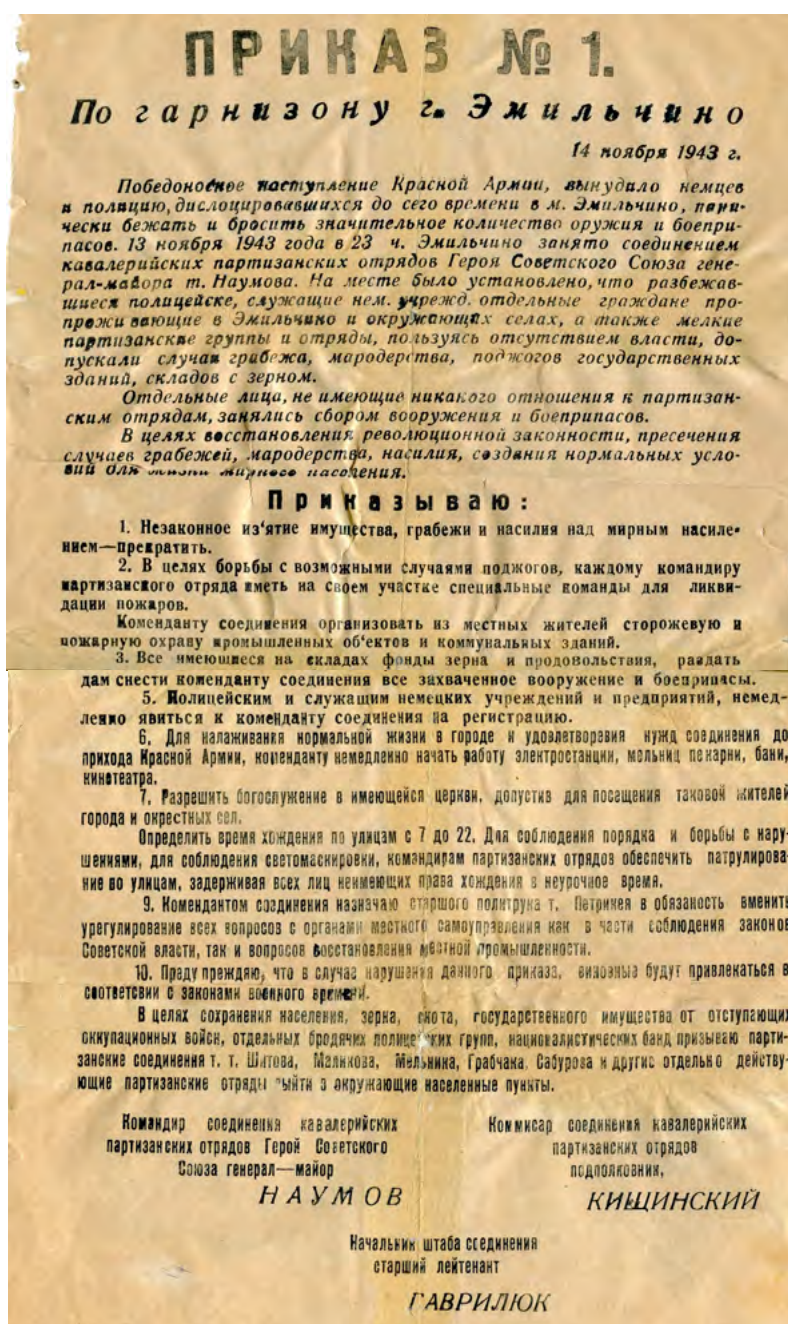 ПРИКАЗ № 1.
По гарнизону г. Эмильчино
14 ноября 1943 г.
Победоносное наступление Красной Армии, вынудило немцев
и полицию, дислоцировавшихся до сего времени в м. Эмильчино, пани-
чески бежать и бросить значительное количество оружия и боепри-
пасов. 13 ноября 1943 года в 23 ч. Эмильчино занято соединением
кавалерийских партизанских отрядов Героя Советского Союза гене-
рал-майора т. Наумова. На месте было установлено, что разбежав-
шиеся полицейске, служащие нем. учрежд. отдельные граждане про-
прежи вающие в Эмильчино и окружающих селах, а также мелкие
партизанские группы и отряды, пользуясь отсутствием власти, до-
пускали случаи грабежа, мародерства, поджогов государственных
зданий, складов с зерном.
Отдельные лица, не имеющие никакого отношения к партизан-
ским отрядам, занялись сбором вооружения и боеприпасов.
В целях восстановления революционной законности, пресечения
случаев грабежей, мародерства, насилия, создания нормальных усло-
вий для мирного населения.
Приказываю:
1. Незаконное из'ятие имущества, грабежи и насилия над мирным насиле-
нием—прекратить.
2. В целях борьбы с возможными случаями поджогов, каждому командиру
партизанского отряда иметь на своем участке специальные команды для ликви-
дации пожаров.
Коменданту соединения организовать из местных жителей сторожевую и
пожарную охрану промышленных об'ектов и коммунальных зданий.
3. Все имеющиеся на складах фонды зерна и продовольствия, раздать
дам снести коменданту соединения все захваченное вооружение и боеприпасы.
5. Полицейским и служащим немецких учреждений и предприятий, немед-
ленно явиться к коменданту соединения на регистрацию.
6. Для налаживания нормальной жизни в городе и удовлетворения нужд соединения до
прихода Красной Армии, коменданту немедленно начать работу электростанции, мельниц пекарни, бани,
кинотеатра.
7. Разрешить богослужение в имеющейся церкви, допустив для посещения таковой жителей
города и окрестных сел.
Определить время хождения по улицам с 7 до 22. Для соблюдения порядка и борьбы с нару-
шениями, для соблюдения светомаскировки, командирам партизанских отрядов обеспечить патрулирова-
ние по улицам, задерживая всех лиц неимеющих права хождения в неурочное время.
9. Комендантом соединения назначаю старшого политрука т. Петрикея в обязаность вменить
урегулирование всех вопросов с органами местного самоуправления как в части соблюдения законов
Советской власти, так и вопросов восстановления местной промышленности.
10. Преду преждяю, что в случае нарушения данного приказа, виновные будут привлекаться в
соответсвии с законами военного времени.
В целях сохранения населения, зерна, скота, государственного имущества от отступающих
оккупационных войск, отдельных бродячих полицейских групп, националистических банд призываю парти-
занские соединения т. т. Шитова, Маликова, Мельника, Грабчака, Сабурова и другие отдельно действу-
ющие партизанские отряды выйти в окружающие населенные пункты.
Командир соединения кавалерийских
партизанских отрядов Герой Советского
Союза генерал—майор
НАУМОВ
Коммисар соединения кавалерийских
партизанских отрядов
подполковник,
КИЩИНСКИЙ
Начальник штаба соединения
старший лейтенант
ГАВРИЛЮК